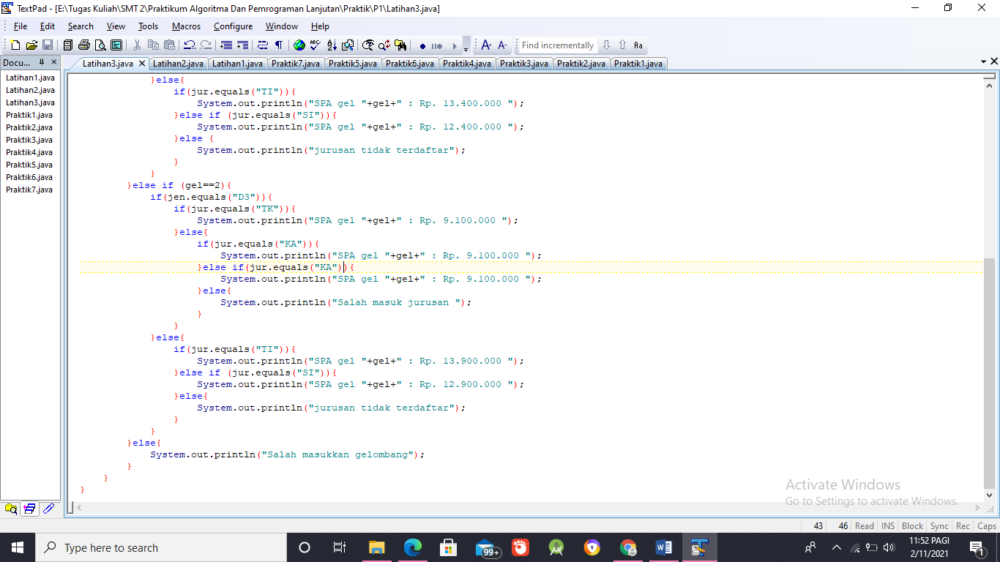 TextPad - [E:\Tugas Kuliah\SMT 2\Praktikum Algoritma Dan Pemrograman Lanjutan\Praktik\P1\Latihan3.java]
File Edit Search View Tools Macros Configure Window Help
Find incrementally
Docu...
Latihan3.java Latihan2.java Latihan1.java Praktik7.java Praktik5.java Praktik6.java Praktik4.java Praktik3.java Praktik2.java Praktik1.java
Latihan1.java
Latihan2.java
Latihan3.java
Praktik1.java
Praktik2.java
Praktik3.java
Praktik4.java
Praktik5.java
Praktik6.java
Praktik7.java
}else{
if(jur.equals("TI")){
System.out.println("SPA gel "+gel+" : Rp. 13.400.000 ");
}else if (jur.equals("SI")){
System.out.println("SPA gel "+gel+" : Rp. 12.400.000 ");
}else {
System.out.println("jurusan tidak terdaftar");
}
}
}else if (gel==2){
if(jen.equals("D3")){
if(jur.equals("TK")){
System.out.println("SPA gel "+gel+" : Rp. 9.100.000 ");
}else{
if(jur.equals("KA")){
System.out.println("SPA gel "+gel+" : Rp. 9.100.000 ");
}else if(jur.equals("KA")){
System.out.println("SPA gel "+gel+" : Rp. 9.100.000 ");
}else{
System.out.println("Salah masuk jurusan ");
}
}
}else{
if(jur.equals("TI")){
System.out.println("SPA gel "+gel+" : Rp. 13.900.000 ");
}else if (jur.equals("SI")){
System.out.println("SPA gel "+gel+" : Rp. 12.900.000 ");
}else{
System.out.println("jurusan tidak terdaftar");
}
}
}else{
System.out.println("Salah masukkan gelombang");
}
}
}
Activate Windows
Go to Settings to activate Windows.
43 46 Read INS Block Sync Rec Caps
Type here to search
99+
11:52 PAGI
2/11/2021
1